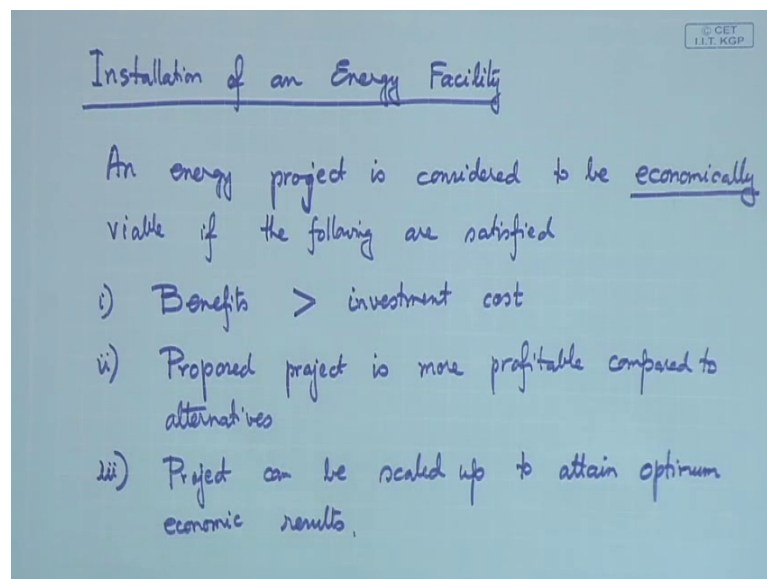 © CET
I.I.T. KGP
Installation of an Energy Facility
An energy project is considered to be economically
viable if the following are satisfied
i) Benefits > investment cost
ii) Proposed project is more profitable compared to
alternatives
iii) Project can be scaled up to attain optimum
economic results.